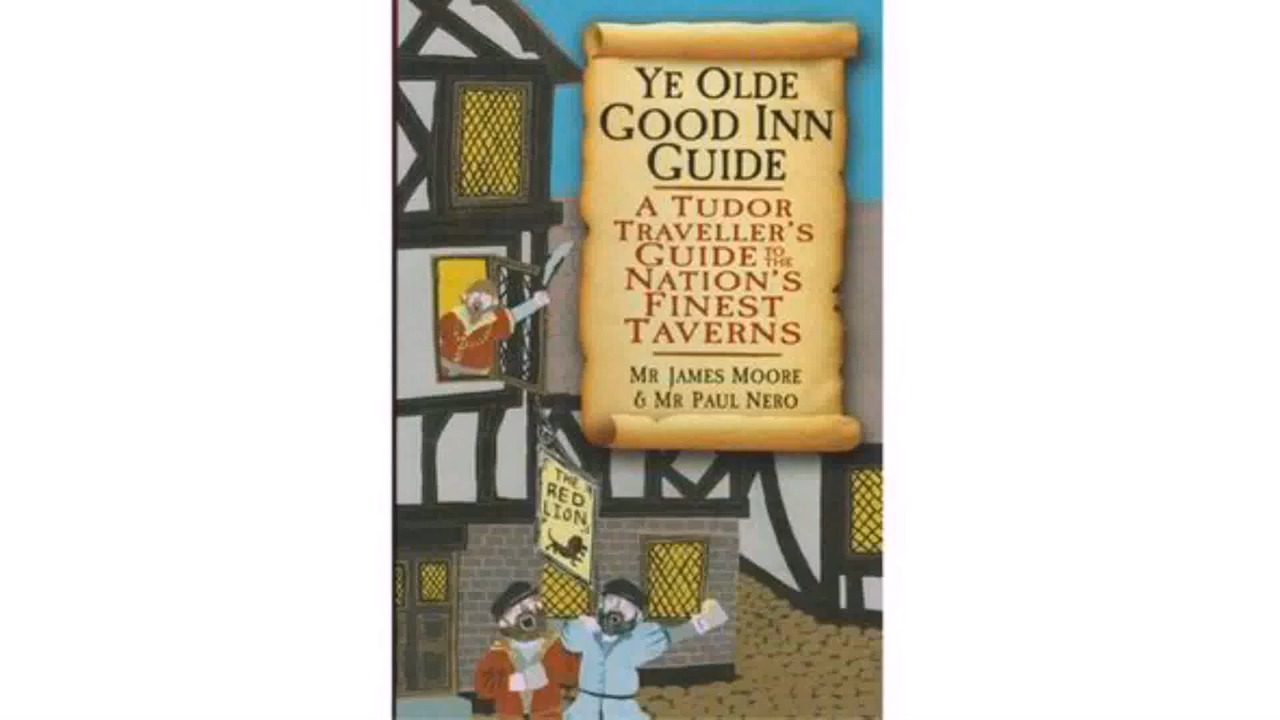 YE OLDE
GOOD INN
GUIDE
A TUDOR
TRAVELLER'S
GUIDE TO THE
NATION'S
FINEST
TAVERNS
MR JAMES MOORE
& MR PAUL NERO
THE
RED
LION